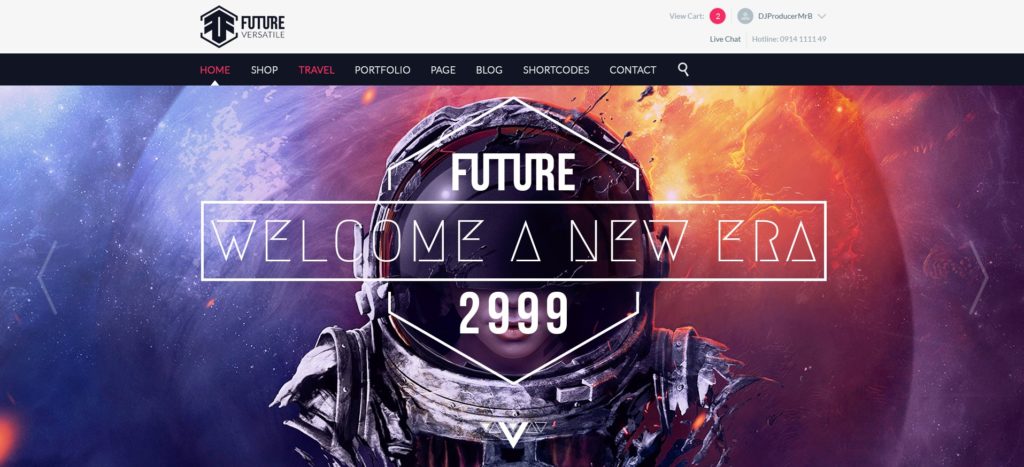 FUTURE
VERSATILE
View Cart: 2 DJProducerMrB
Live Chat Hotline: 0914 1111 49
HOME SHOP TRAVEL PORTFOLIO PAGE BLOG SHORTCODES CONTACT
FUTURE
WELCOME A NEW ERA
2999